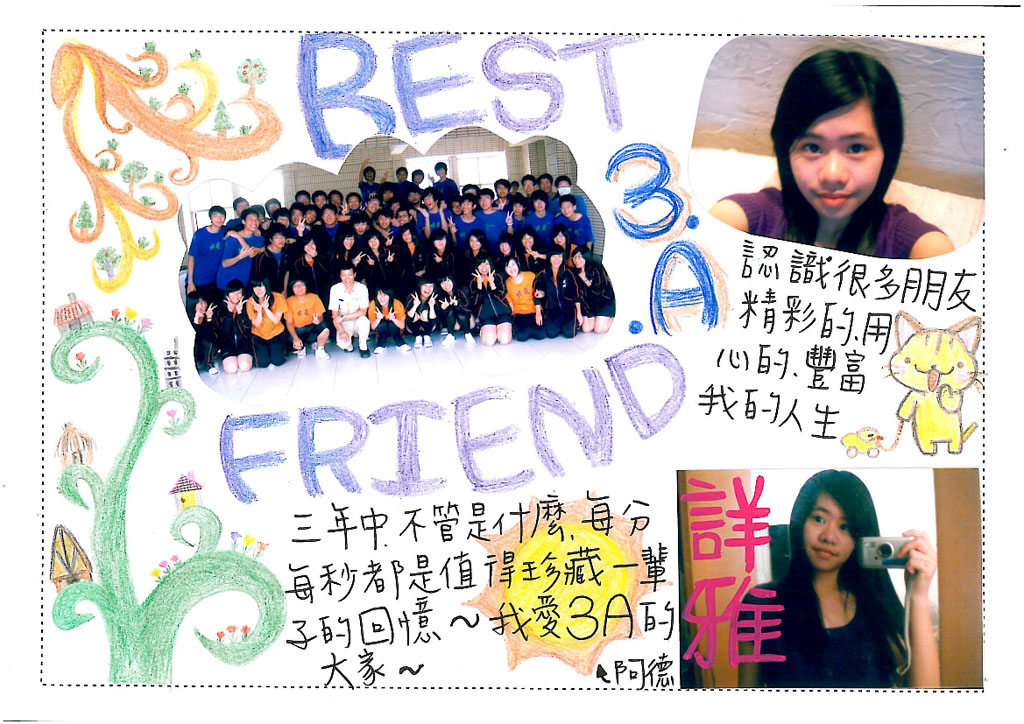 BEST
3.A.
FRIEND
認識很多朋友
精彩的.用
心的、豐富
我的人生
三年中.不管是什麼.每分
每秒都是值得珍藏一輩
子的回憶～我愛3A的
大家～
阿德
詳雅